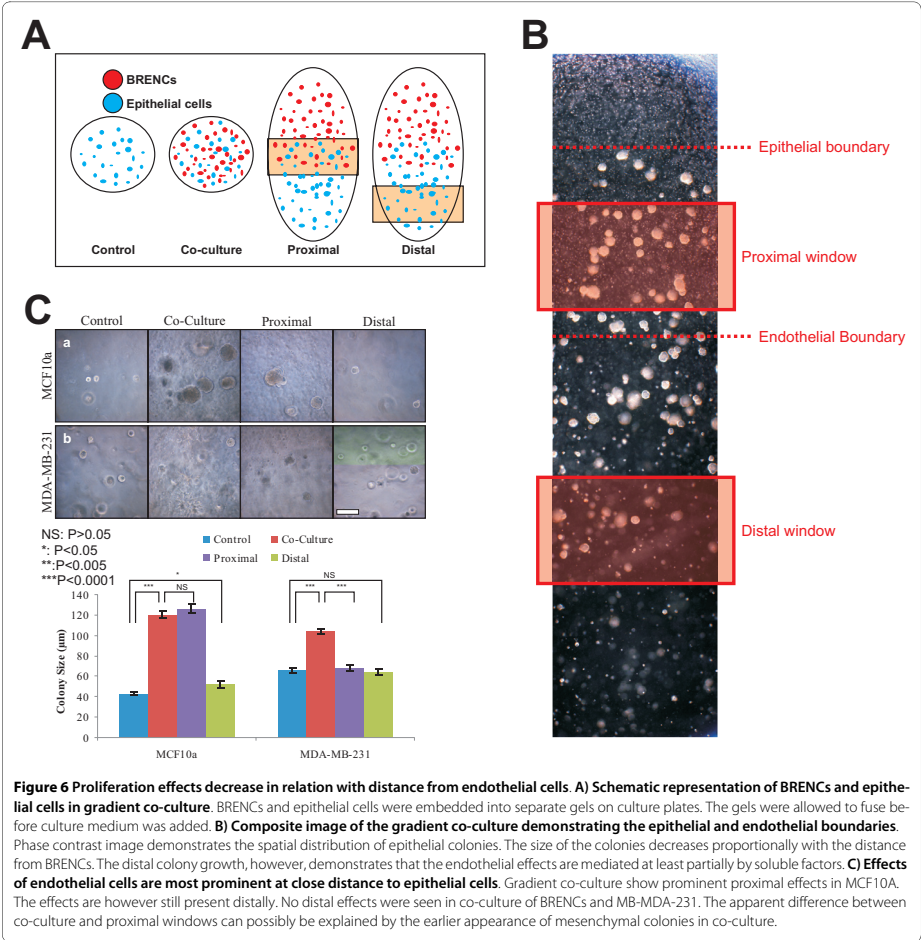 A
BRENCs
Epithelial cells
Control
Co-culture
Proximal
Distal
B
Epithelial boundary
Proximal window
Endothelial Boundary
Distal window
C
Control
Co-Culture
Proximal
Distal
MCF10a
a
MDA-MB-231
b
NS: P>0.05
*: P<0.05
**:P<0.005
***P<0.0001
Control
Co-Culture
Proximal
Distal
*
***
NS
NS
***
***
Colony Size (µm)
140
120
100
80
60
40
20
0
MCF10a
MDA-MB-231
Figure 6 Proliferation effects decrease in relation with distance from endothelial cells. A) Schematic representation of BRENCs and epithe-
lial cells in gradient co-culture. BRENCs and epithelial cells were embedded into separate gels on culture plates. The gels were allowed to fuse be-
fore culture medium was added. B) Composite image of the gradient co-culture demonstrating the epithelial and endothelial boundaries.
Phase contrast image demonstrates the spatial distribution of epithelial colonies. The size of the colonies decreases proportionally with the distance
from BRENCs. The distal colony growth, however, demonstrates that the endothelial effects are mediated at least partially by soluble factors. C) Effects
of endothelial cells are most prominent at close distance to epithelial cells. Gradient co-culture show prominent proximal effects in MCF10A.
The effects are however still present distally. No distal effects were seen in co-culture of BRENCs and MB-MDA-231. The apparent difference between
co-culture and proximal windows can possibly be explained by the earlier appearance of mesenchymal colonies in co-culture.